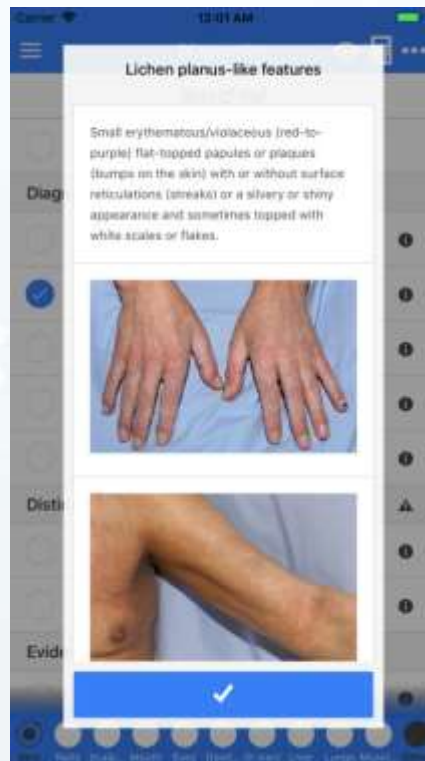 Carrier
12:01 AM
Lichen planus-like features
Small erythematous/violaceous (red-to-
purple) flat-topped papules or plaques
(bumps on the skin) with or without surface
reticulations (streaks) or a silvery or shiny
appearance and sometimes topped with
white scales or flakes.
Diag
Disti
Evide